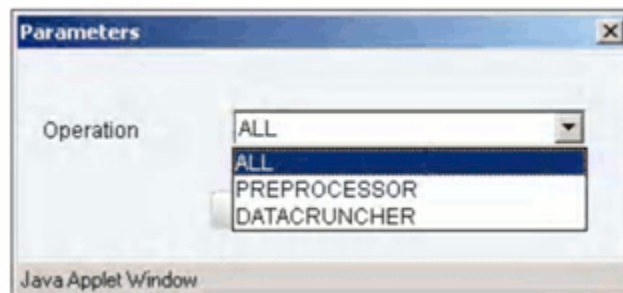 Parameters
Operation
ALL
ALL
PREPROCESSOR
DATACRUNCHER
Java Applet Window